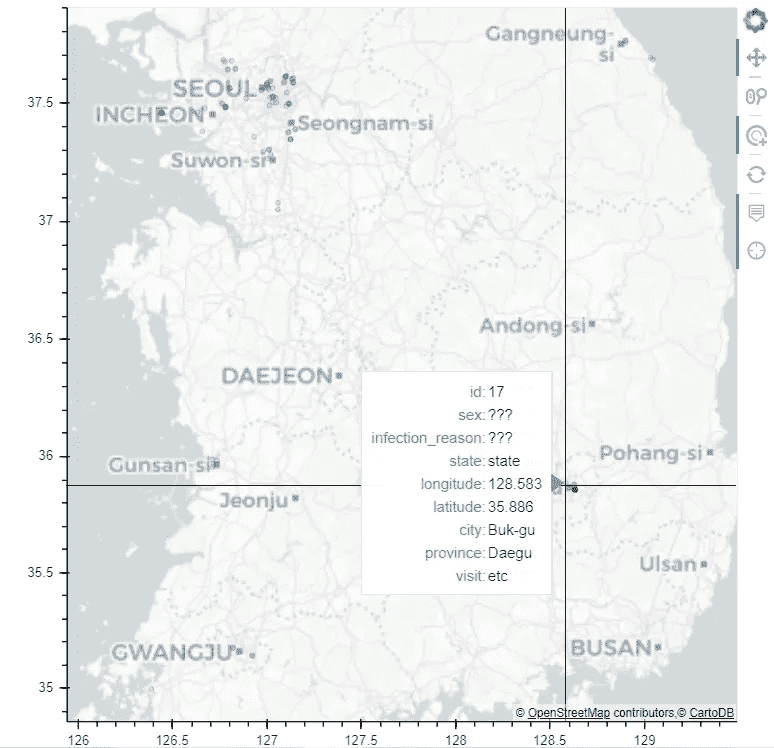 Gangneung-
si
SEOUL
37.5
INCHEON
Seongnam-si
Suwon-si
37
36.5
Andong-si
DAEJEON
id: 17
sex: ???
infection_reason: ???
state: state
longitude: 128.583
latitude: 35.886
city: Buk-gu
province: Daegu
visit: etc
36
Gunsan-si
Pohang-si
Jeonju
35.5
Ulsan
GWANGJU
BUSAN
35
© OpenStreetMap contributors,© CartoDB
126
126.5
127
127.5
128
128.5
129